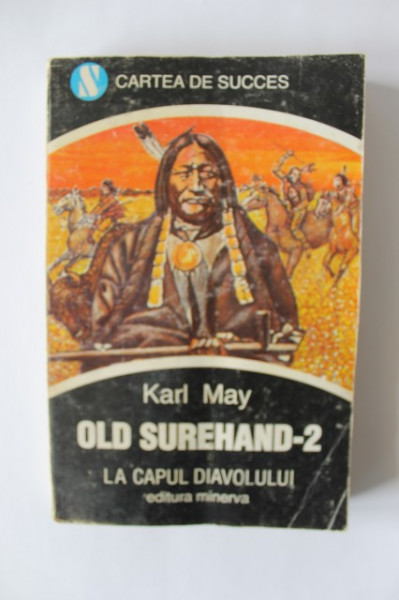 S CARTEA DE SUCCES
Karl May
OLD SUREHAND-2
LA CAPUL DIAVOLULUI
editura minerva